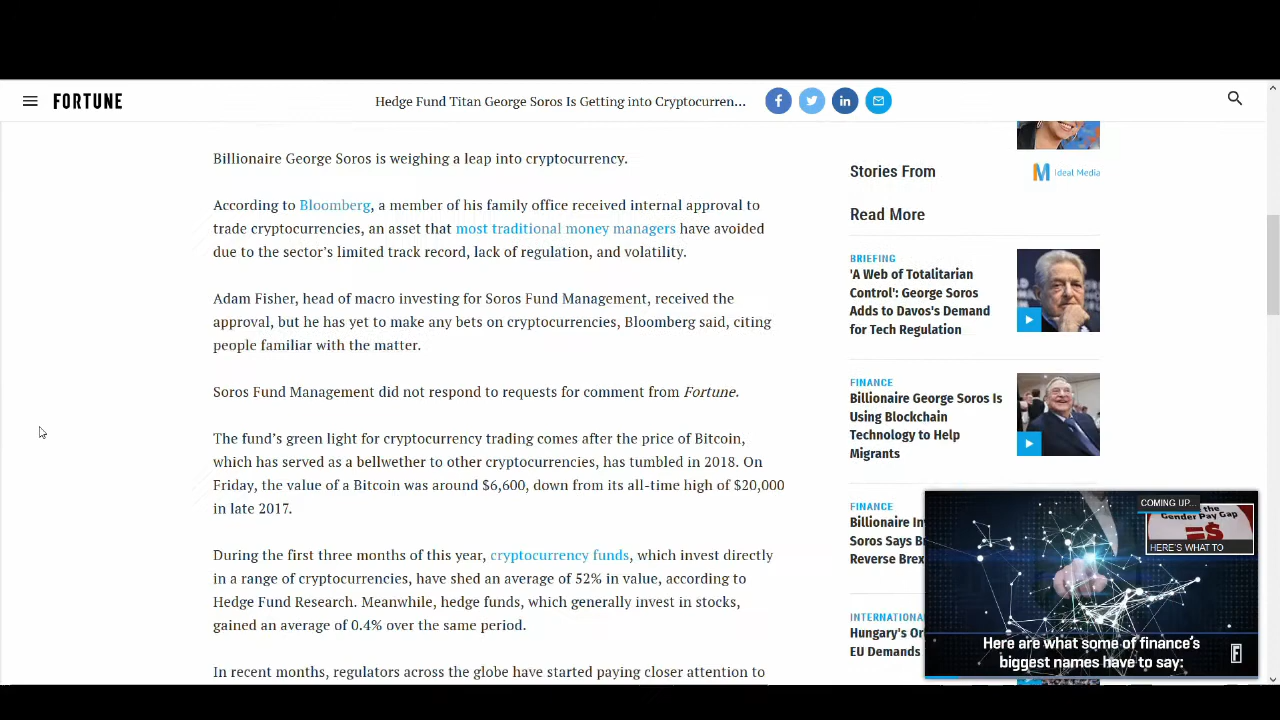 FORTUNE
Hedge Fund Titan George Soros Is Getting into Cryptocurren...
Billionaire George Soros is weighing a leap into cryptocurrency.
According to Bloomberg, a member of his family office received internal approval to
trade cryptocurrencies, an asset that most traditional money managers have avoided
due to the sector’s limited track record, lack of regulation, and volatility.
Adam Fisher, head of macro investing for Soros Fund Management, received the
approval, but he has yet to make any bets on cryptocurrencies, Bloomberg said, citing
people familiar with the matter.
Soros Fund Management did not respond to requests for comment from Fortune.
The fund’s green light for cryptocurrency trading comes after the price of Bitcoin,
which has served as a bellwether to other cryptocurrencies, has tumbled in 2018. On
Friday, the value of a Bitcoin was around $6,600, down from its all-time high of $20,000
in late 2017.
During the first three months of this year, cryptocurrency funds, which invest directly
in a range of cryptocurrencies, have shed an average of 52% in value, according to
Hedge Fund Research. Meanwhile, hedge funds, which generally invest in stocks,
gained an average of 0.4% over the same period.
In recent months, regulators across the globe have started paying closer attention to
Stories From
Ideal Media
Read More
BRIEFING
'A Web of Totalitarian
Control': George Soros
Adds to Davos's Demand
for Tech Regulation
FINANCE
Billionaire George Soros Is
Using Blockchain
Technology to Help
Migrants
FINANCE
Billionaire In
Soros Says B
Reverse Brex
INTERNATIONA
Hungary's Or
EU Demands
COMING UP...
the
Gender Pay Gap
=$
HERE'S WHAT TO
Here are what some of finance's
biggest names have to say:
F